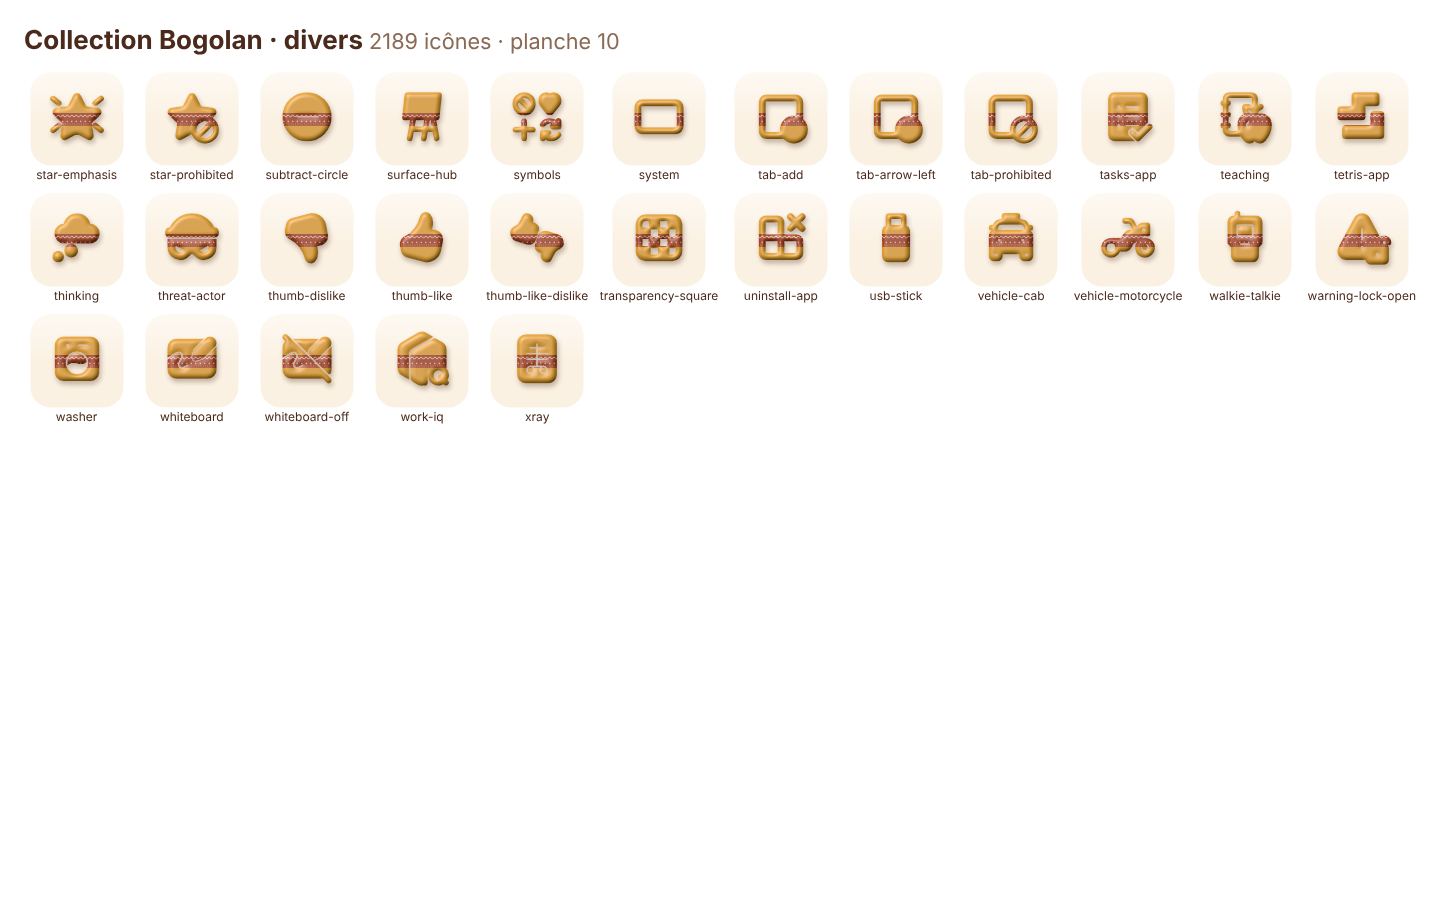 Collection Bogolan · divers 2189 icônes · planche 10
star-emphasis star-prohibited subtract-circle surface-hub symbols system tab-add tab-arrow-left tab-prohibited tasks-app teaching tetris-app
thinking threat-actor thumb-dislike thumb-like thumb-like-dislike transparency-square uninstall-app usb-stick vehicle-cab vehicle-motorcycle walkie-talkie warning-lock-open
washer whiteboard whiteboard-off work-iq xray